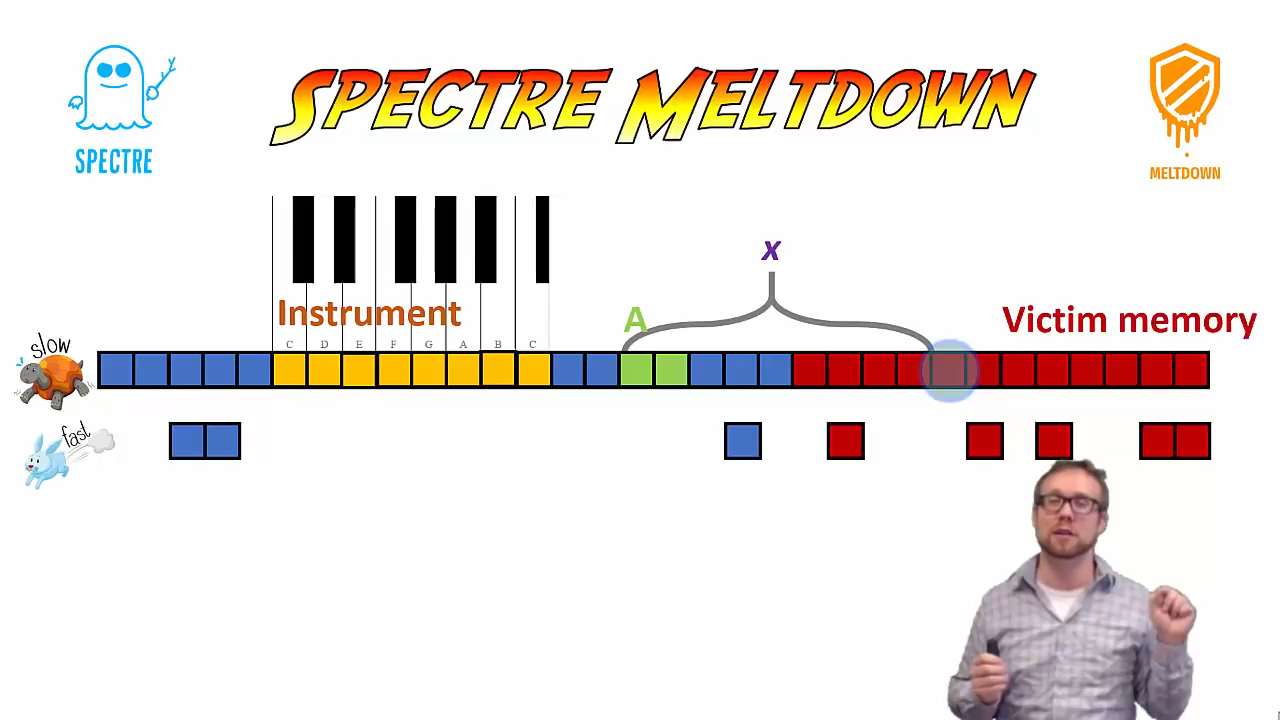 SPECTRE MELTDOWN
SPECTRE
MELTDOWN
x
Instrument
A
Victim memory
C D E F G A B C
slow
fast